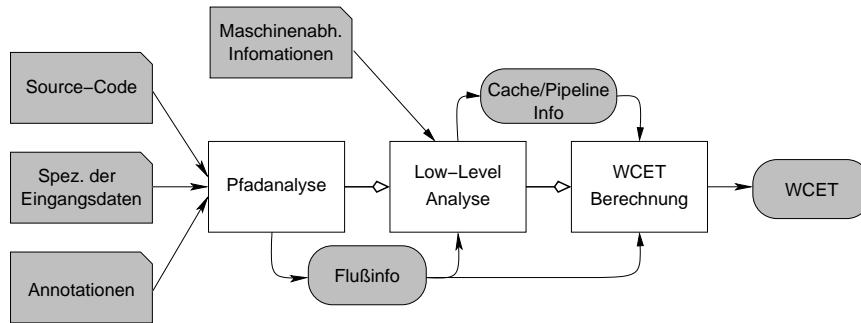 Maschinenabh.
Infomationen
Source−Code
Cache/Pipeline
Info
Spez. der
Eingangsdaten
Pfadanalyse
Low−Level
Analyse
WCET
Berechnung
WCET
Annotationen
Flußinfo